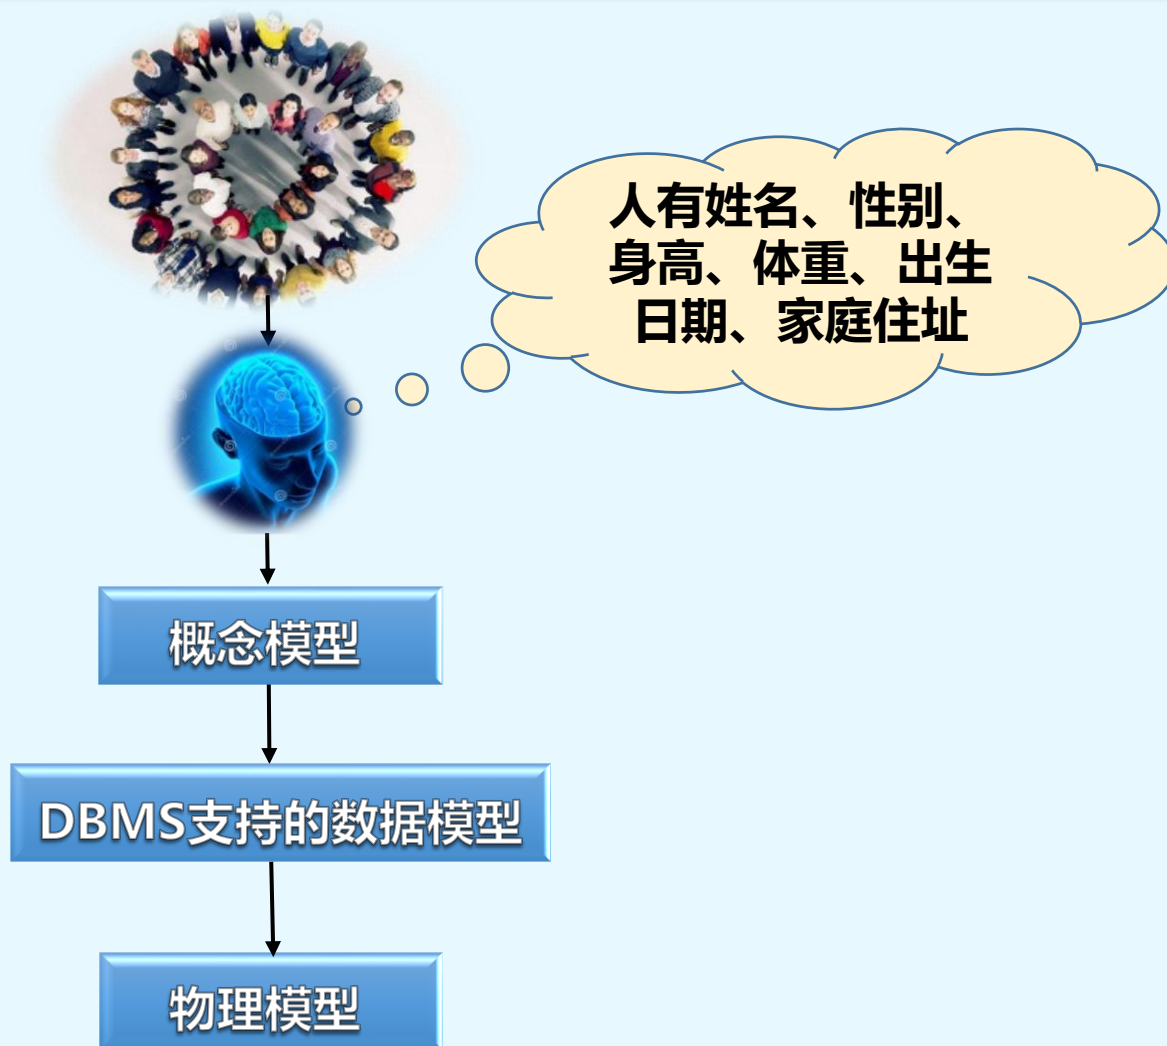 人有姓名、性别、
身高、体重、出生
日期、家庭住址
概念模型
DBMS支持的数据模型
物理模型